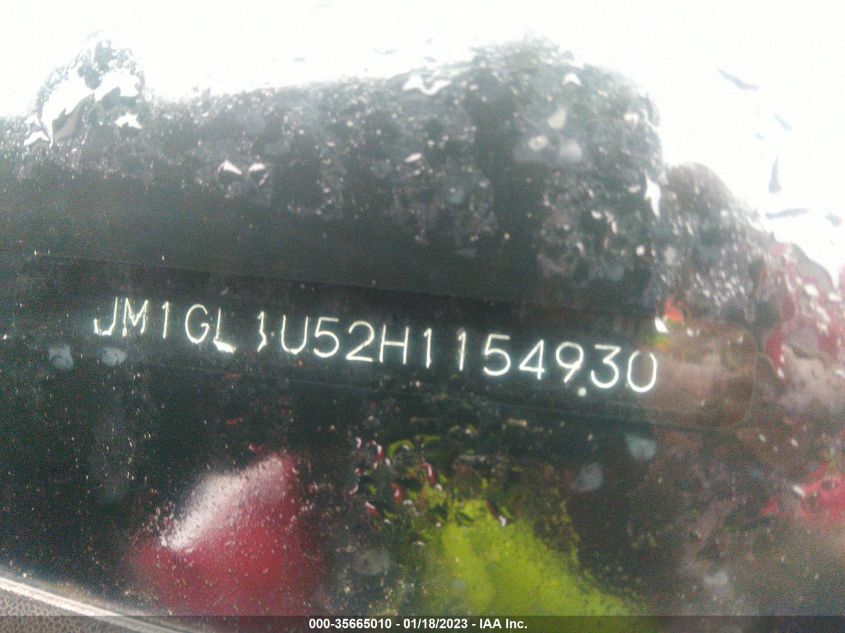 JM1GL1U52H1154930
000-35665010 - 01/18/2023 - IAA Inc.